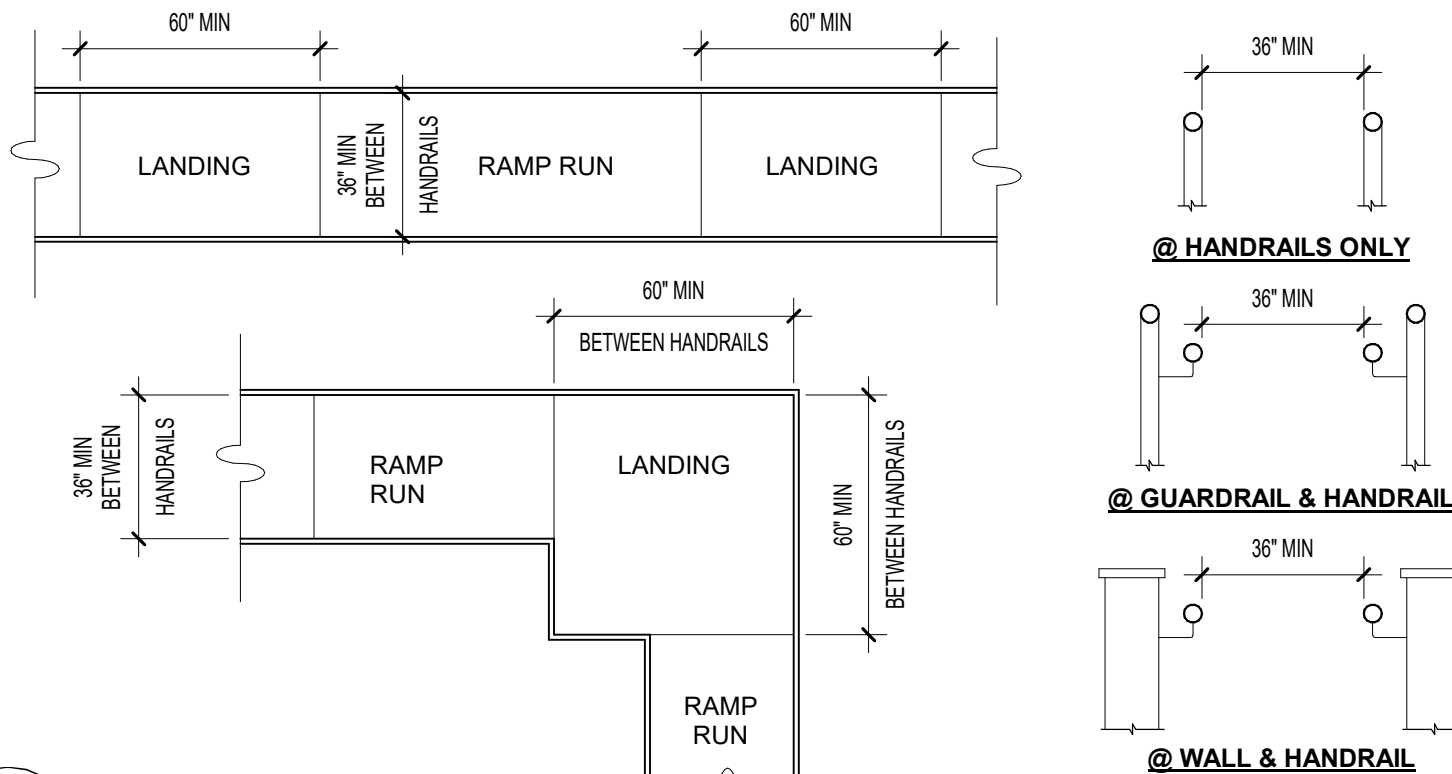 60" MIN
60" MIN
LANDING
36" MIN
BETWEEN
HANDRAILS
RAMP RUN
LANDING
60" MIN
BETWEEN HANDRAILS
36" MIN
BETWEEN
HANDRAILS
RAMP
RUN
LANDING
60" MIN
BETWEEN HANDRAILS
RAMP
RUN
36" MIN
@ HANDRAILS ONLY
36" MIN
@ GUARDRAIL & HANDRAIL
36" MIN
@ WALL & HANDRAIL